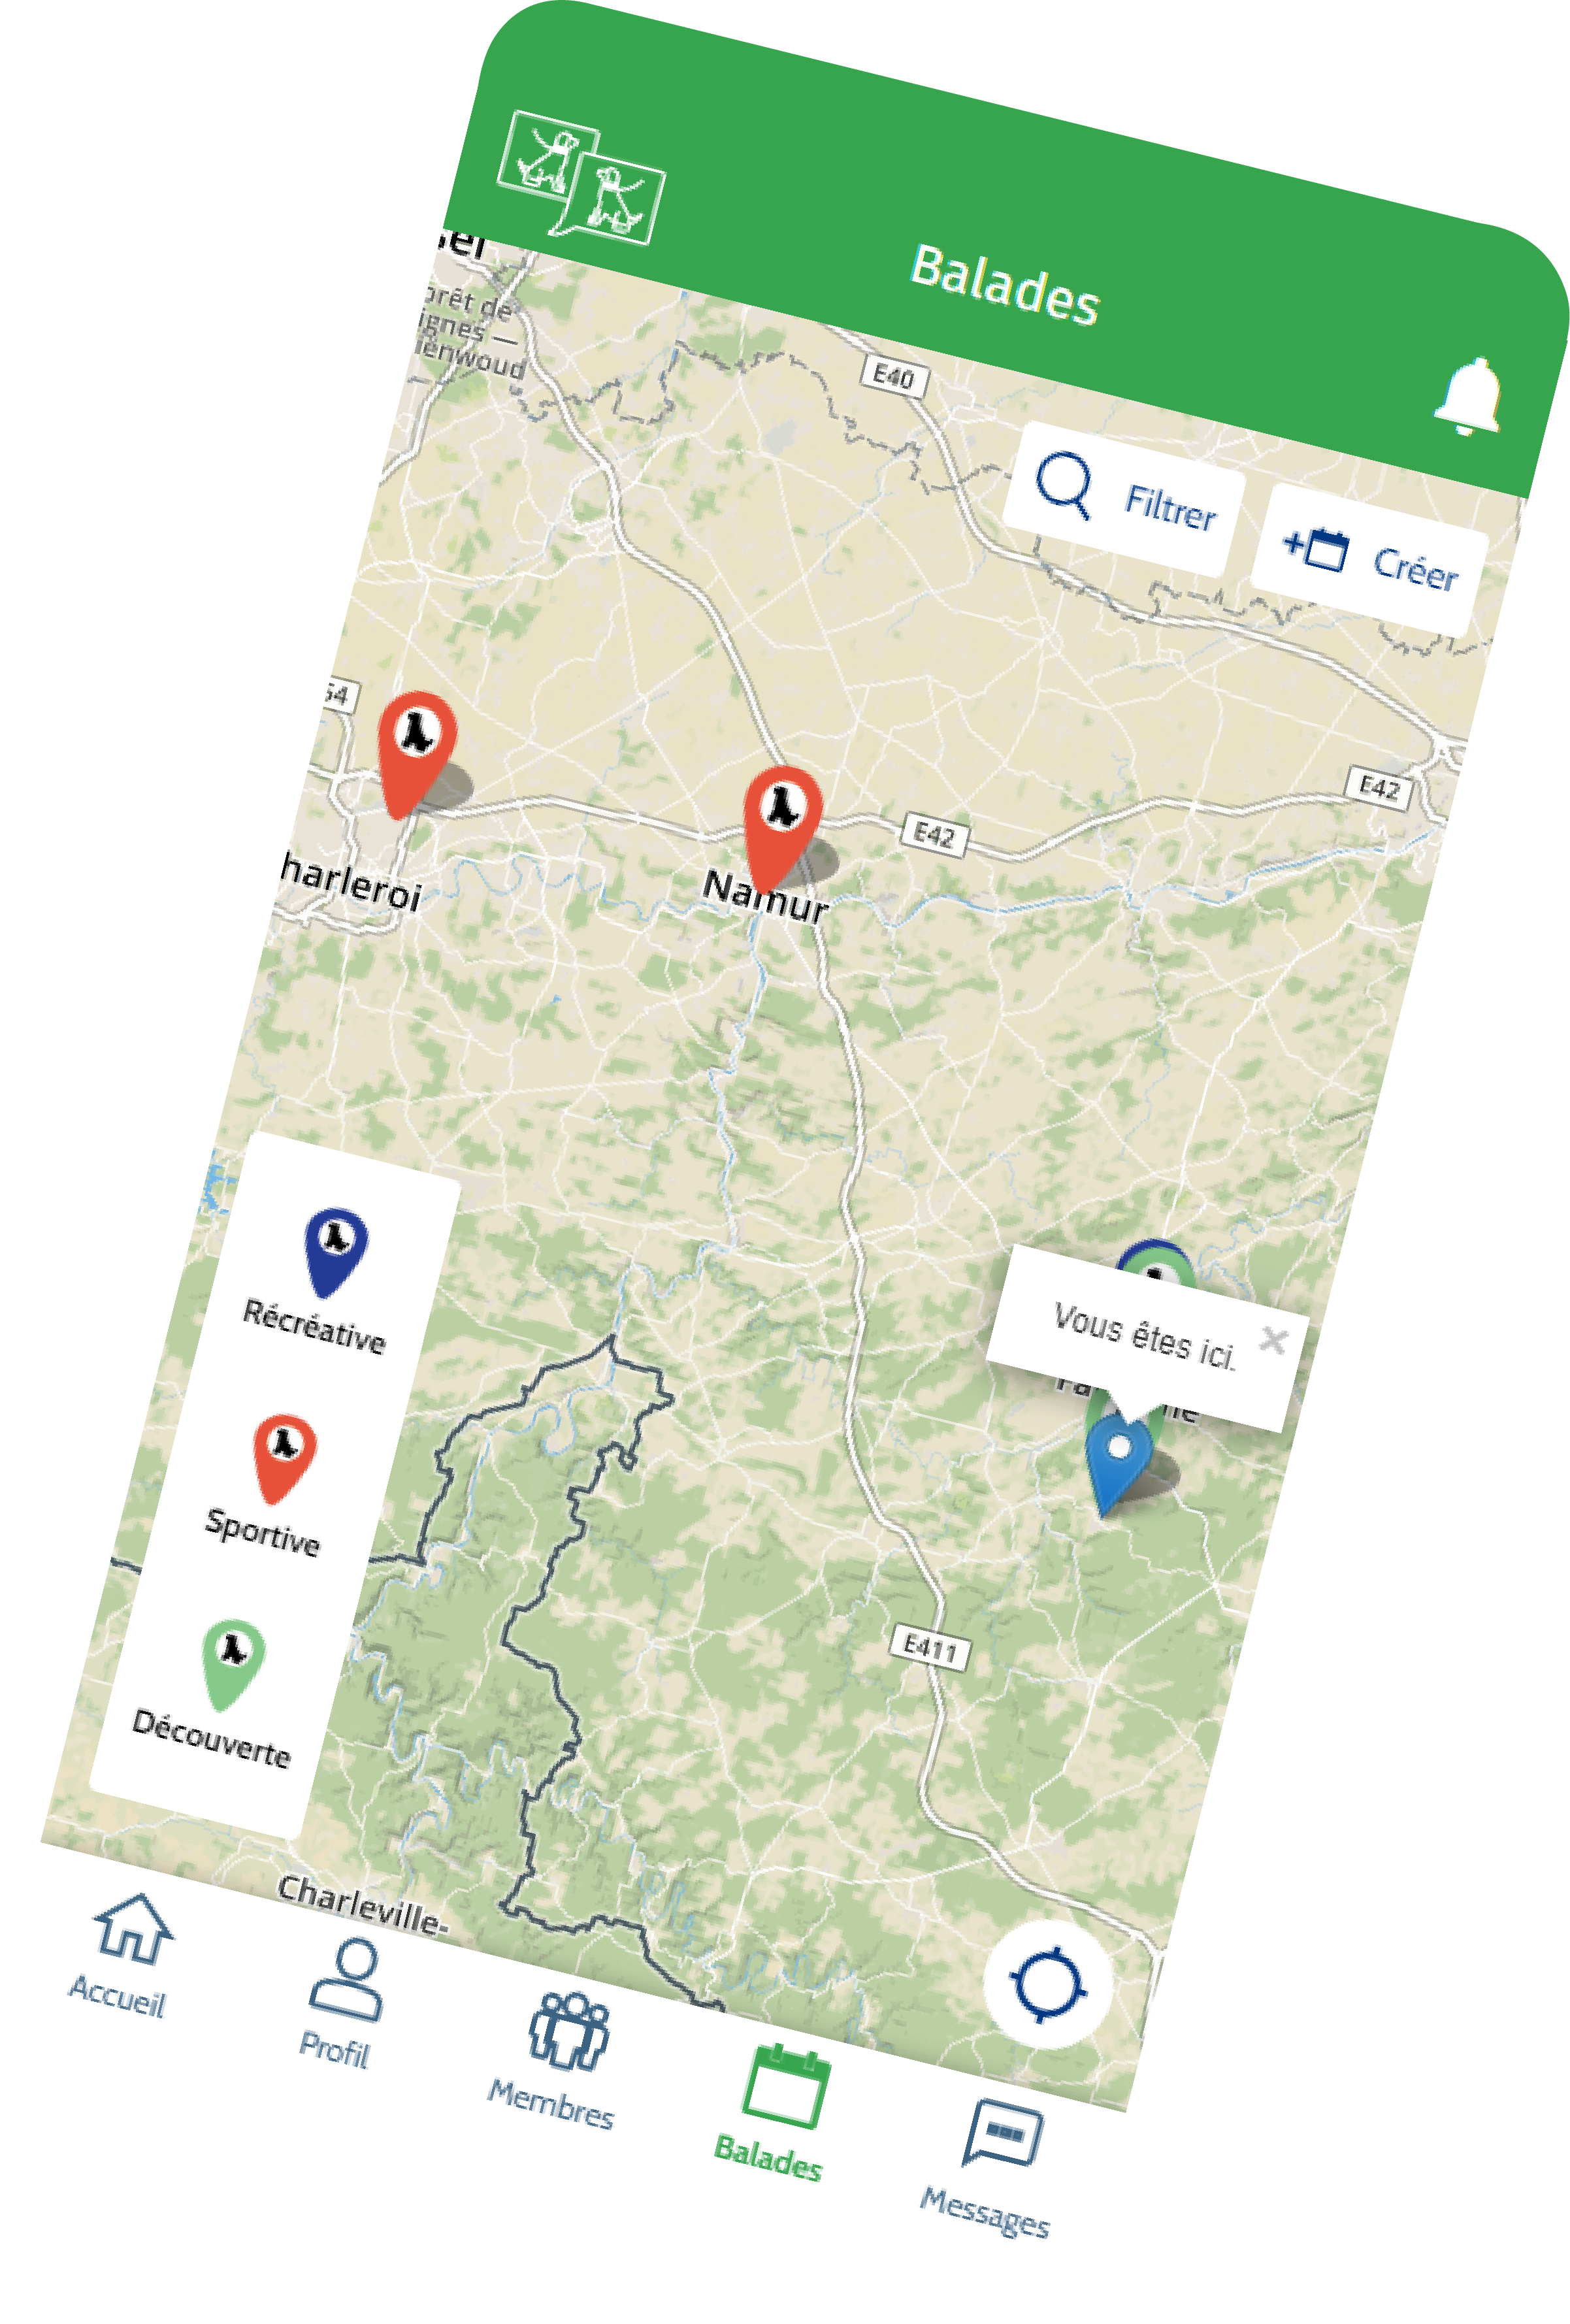 Balades
orêt de
ignes —
ënwoud
E40
Filtrer
Créer
54
E42
E42
harleroi
Namur
Récréative
Sportive
Découverte
Vous êtes ici.
×
E411
Charleville-
Accueil
Profil
Membres
Balades
Messages